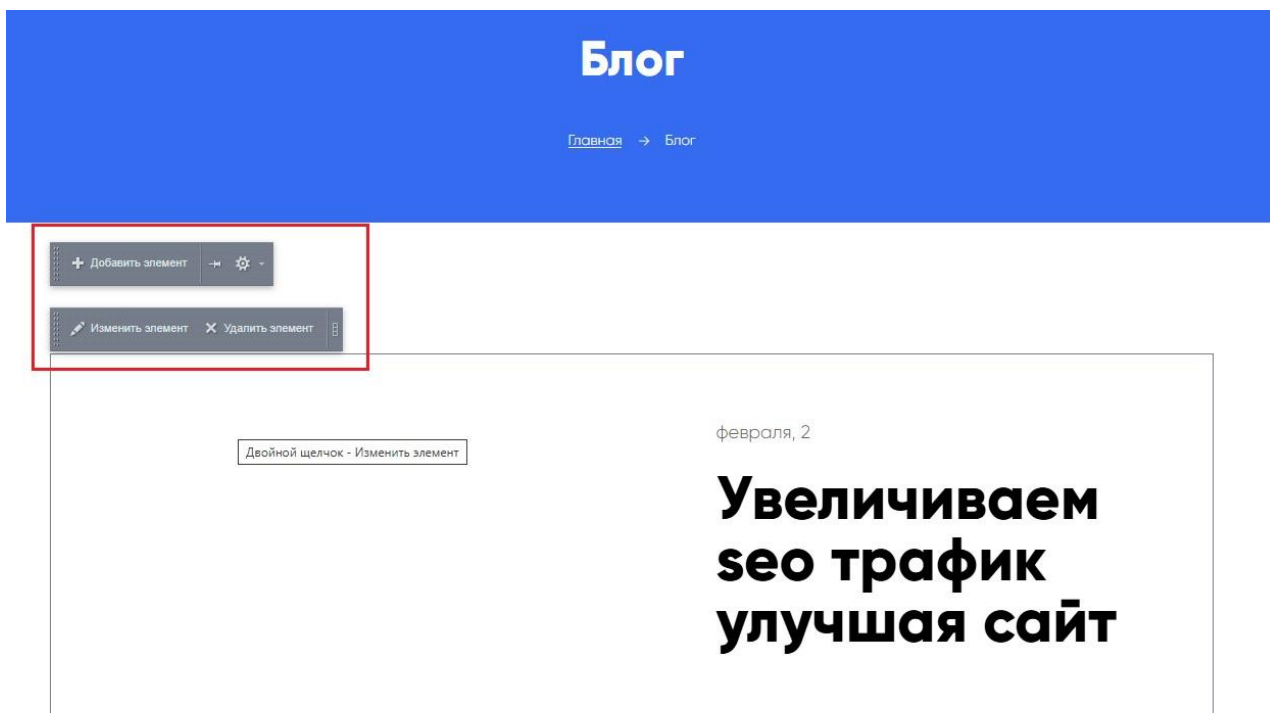 Блог
Главная → Блог
Добавить элемент
Изменить элемент Удалить элемент
Двойной щелчок - Изменить элемент
февраля, 2
Увеличиваем
seo трафик
улучшая сайт